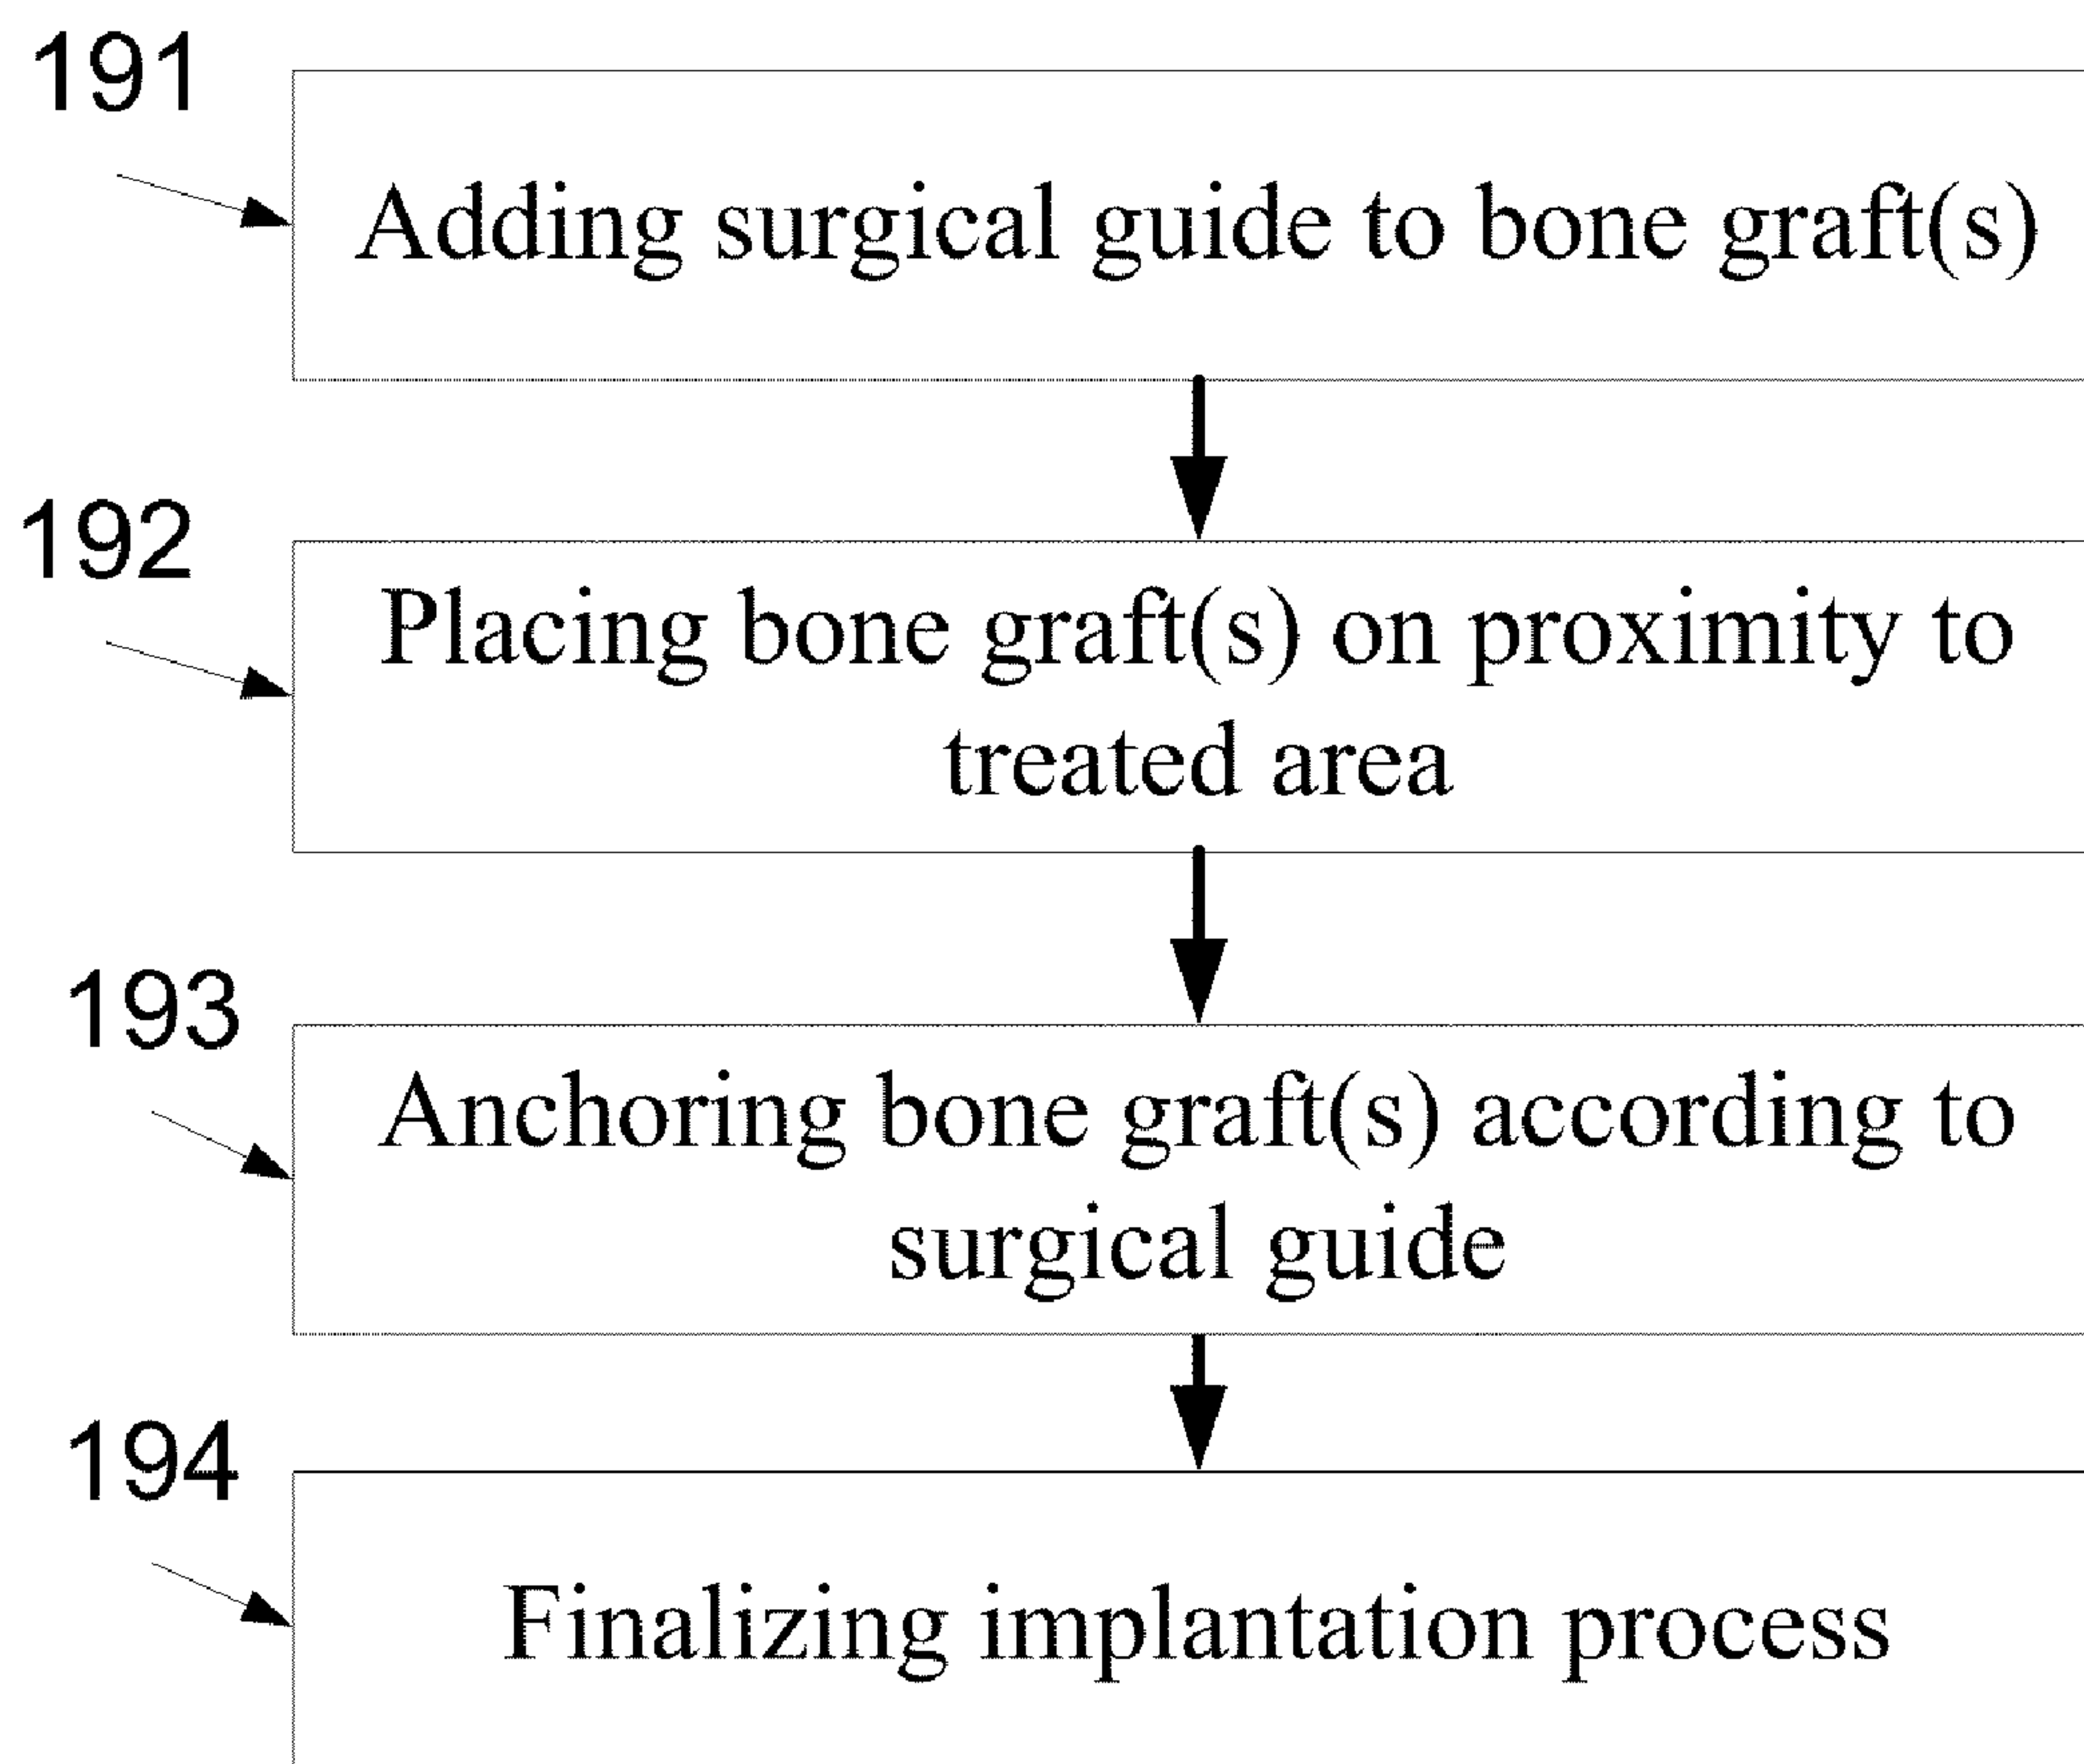 191
Adding surgical guide to bone graft(s)
192
Placing bone graft(s) on proximity to
treated area
193
Anchoring bone graft(s) according to
surgical guide
194
Finalizing implantation process